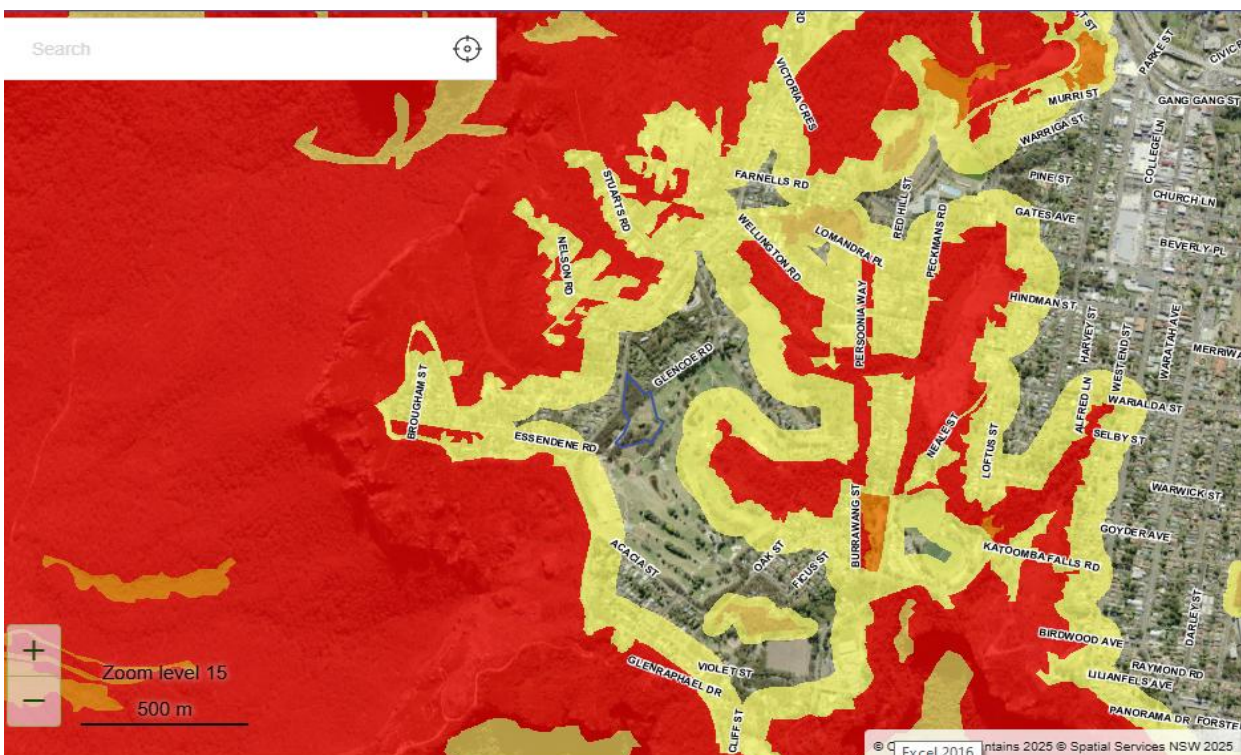 Search
RD
CT ST
PARKE ST
CIVIC P
VICTORIA CRES
MURRI ST
GANG GANG ST
WARRIGA ST
COLLEGE LN
FARNELLS RD
PINE ST
STUARTS RD
RED HILL ST
CHURCH LN
WELLINGTON RD
LOMANDRA PL
PECKMANS RD
GATES AVE
NELSON RD
BEVERLY PL
PERSOONIA WAY
HINDMAN ST
HARVEY ST
WESTEND ST
WARATAH AVE
MERRIWA
GLENCOE RD
BROUGHAM ST
ALFRED LN
WARIALDA ST
ESSENDENE RD
NEALE ST
LOFTUS ST
SELBY ST
WARWICK ST
BURRAWANG ST
GOYDER AVE
ACACIA ST
OAK ST
FICUS ST
KATOOMBA FALLS RD
DARLEY ST
BIRDWOOD AVE
+
Zoom level 15
VIOLET ST
RAYMOND RD
GLENRAPHAEL DR
LILIANFELS AVE
−
500 m
CLIFF ST
PANORAMA DR
FORSTE
© C
Excel 2016
ntains 2025 © Spatial Services NSW 2025